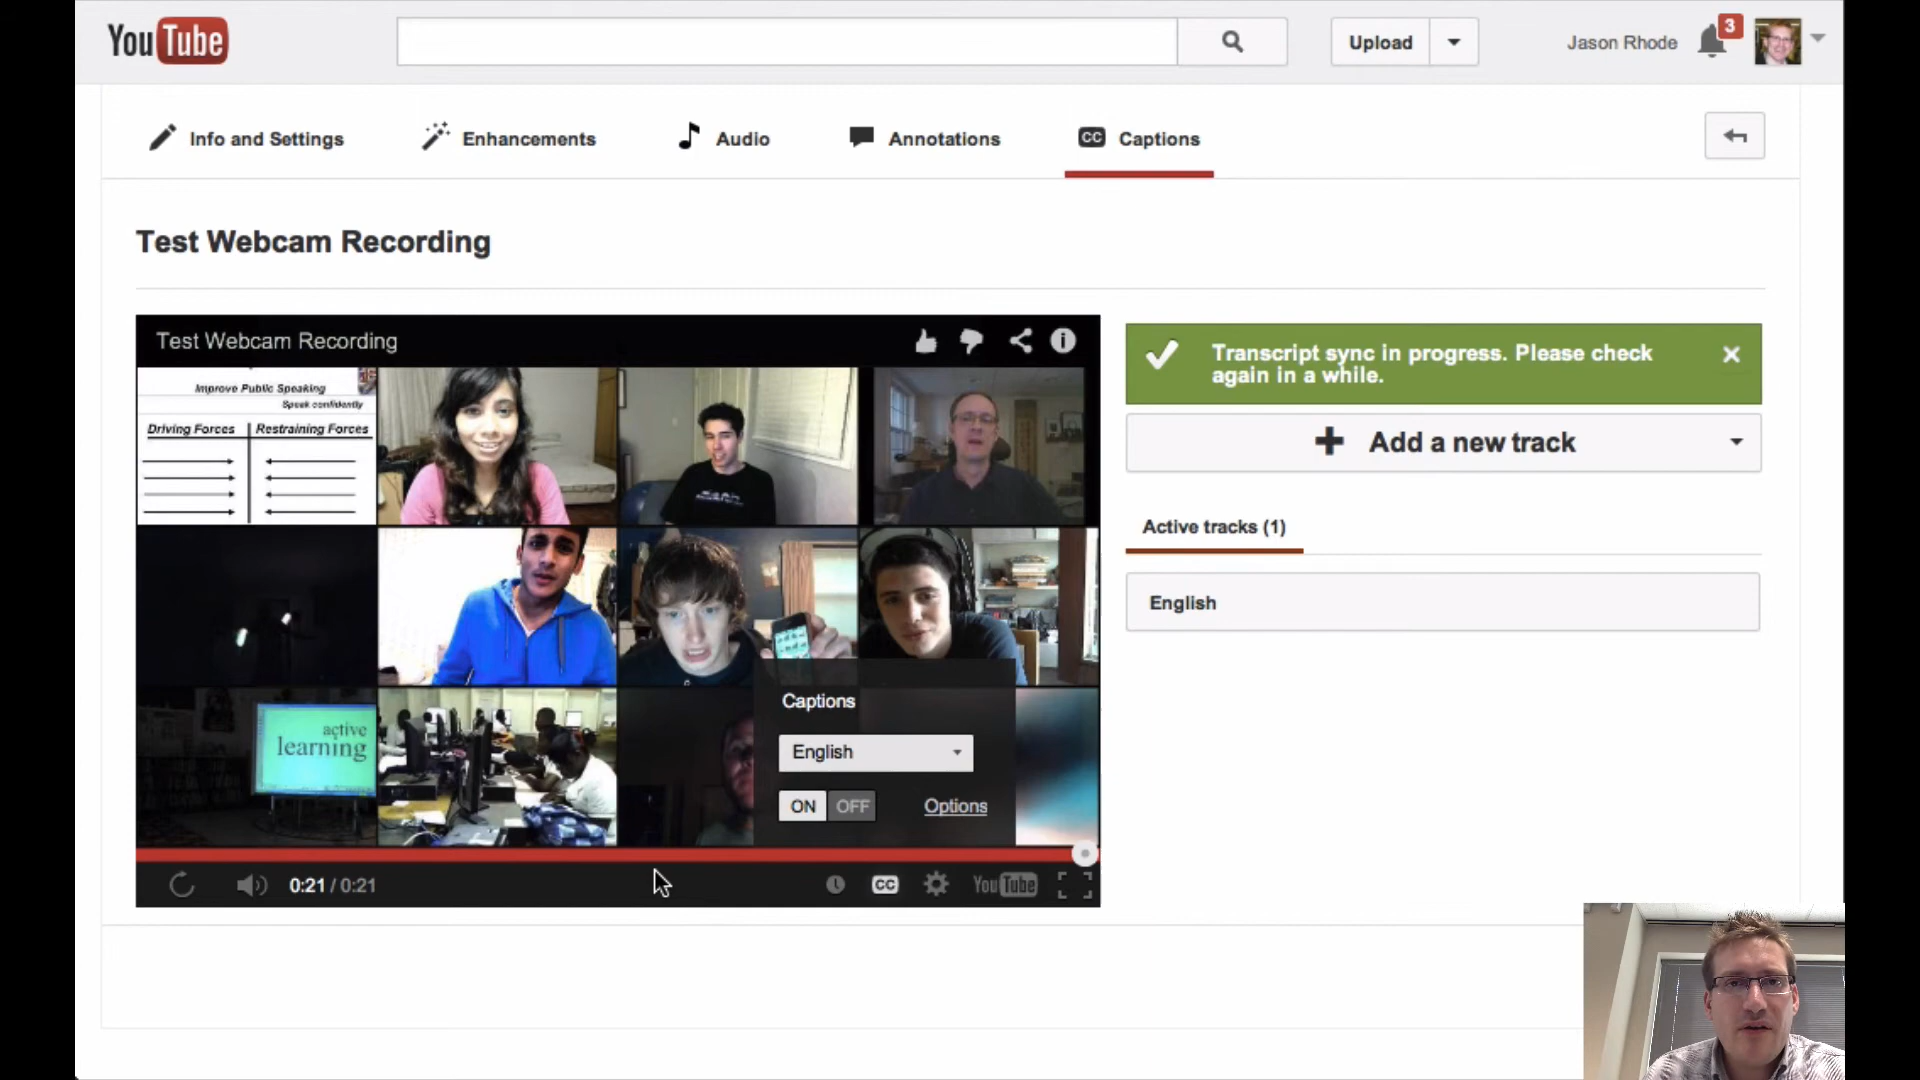 YouTube
Upload
Jason Rhode
3
Info and Settings
Enhancements
Audio
Annotations
CC
Captions
Test Webcam Recording
Test Webcam Recording
Improve Public Speaking
Speak confidently
Driving Forces
Restraining Forces
active
learning
Captions
English
ON
OFF
Options
0:21 / 0:21
CC
YouTube
Transcript sync in progress. Please check
again in a while.
Add a new track
Active tracks (1)
English